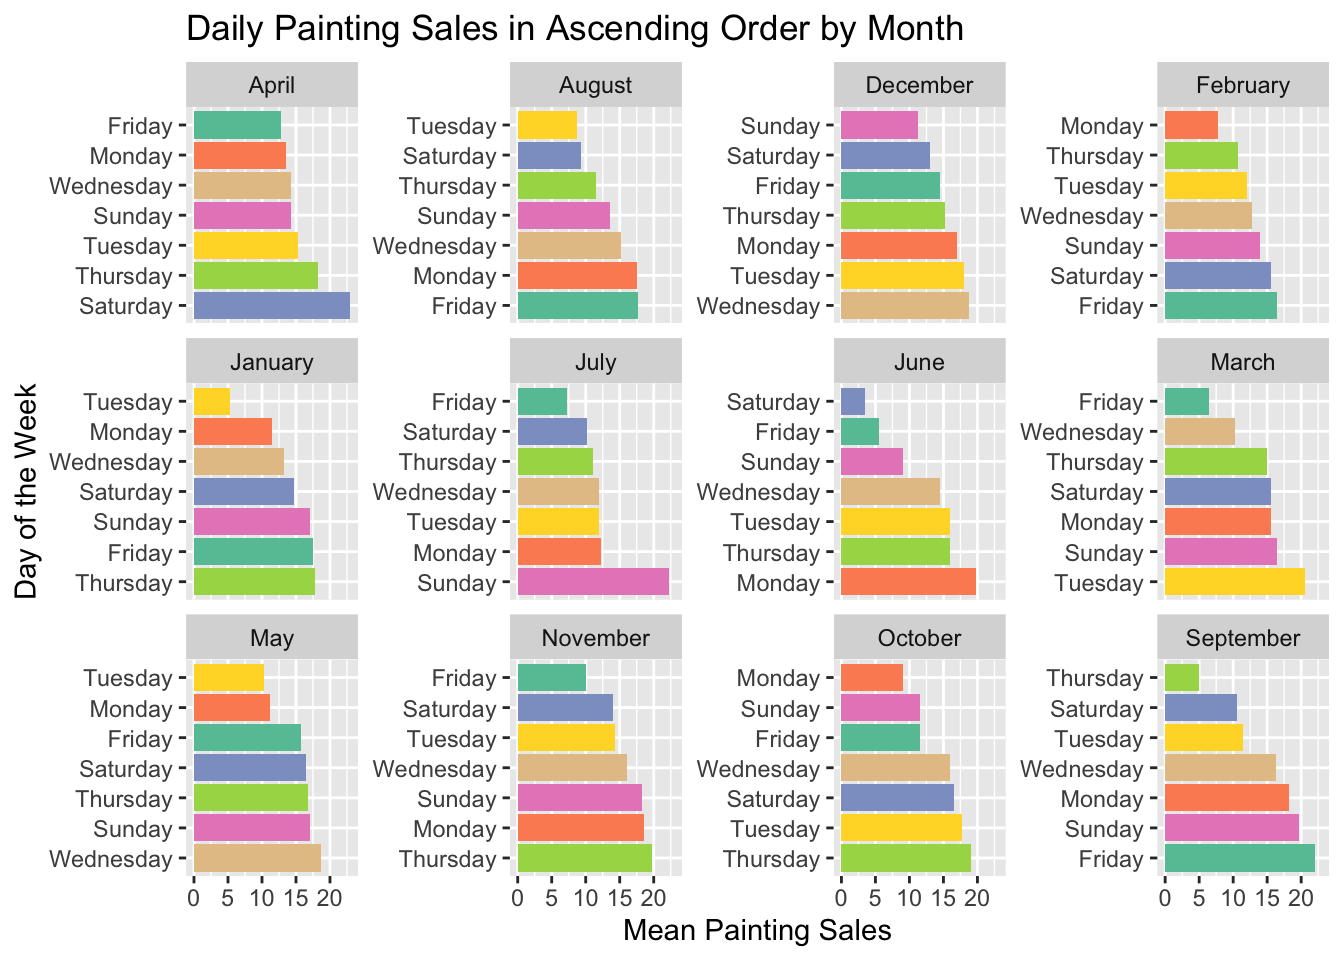 Daily Painting Sales in Ascending Order by Month
April
Friday
Monday
Wednesday
Sunday
Tuesday
Thursday
Saturday
August
Tuesday
Saturday
Thursday
Sunday
Wednesday
Monday
Friday
December
Sunday
Saturday
Friday
Thursday
Monday
Tuesday
Wednesday
February
Monday
Thursday
Tuesday
Wednesday
Sunday
Saturday
Friday
Day of the Week
January
Tuesday
Monday
Wednesday
Saturday
Sunday
Friday
Thursday
July
Friday
Saturday
Thursday
Wednesday
Tuesday
Monday
Sunday
June
Saturday
Friday
Sunday
Wednesday
Tuesday
Thursday
Monday
March
Friday
Wednesday
Thursday
Saturday
Monday
Sunday
Tuesday
May
Tuesday
Monday
Friday
Saturday
Thursday
Sunday
Wednesday
0 5 10 15 20
November
Friday
Saturday
Tuesday
Wednesday
Sunday
Monday
Thursday
0 5 10 15 20
October
Monday
Sunday
Friday
Wednesday
Saturday
Tuesday
Thursday
0 5 10 15 20
September
Thursday
Saturday
Tuesday
Wednesday
Monday
Sunday
Friday
0 5 10 15 20
Mean Painting Sales